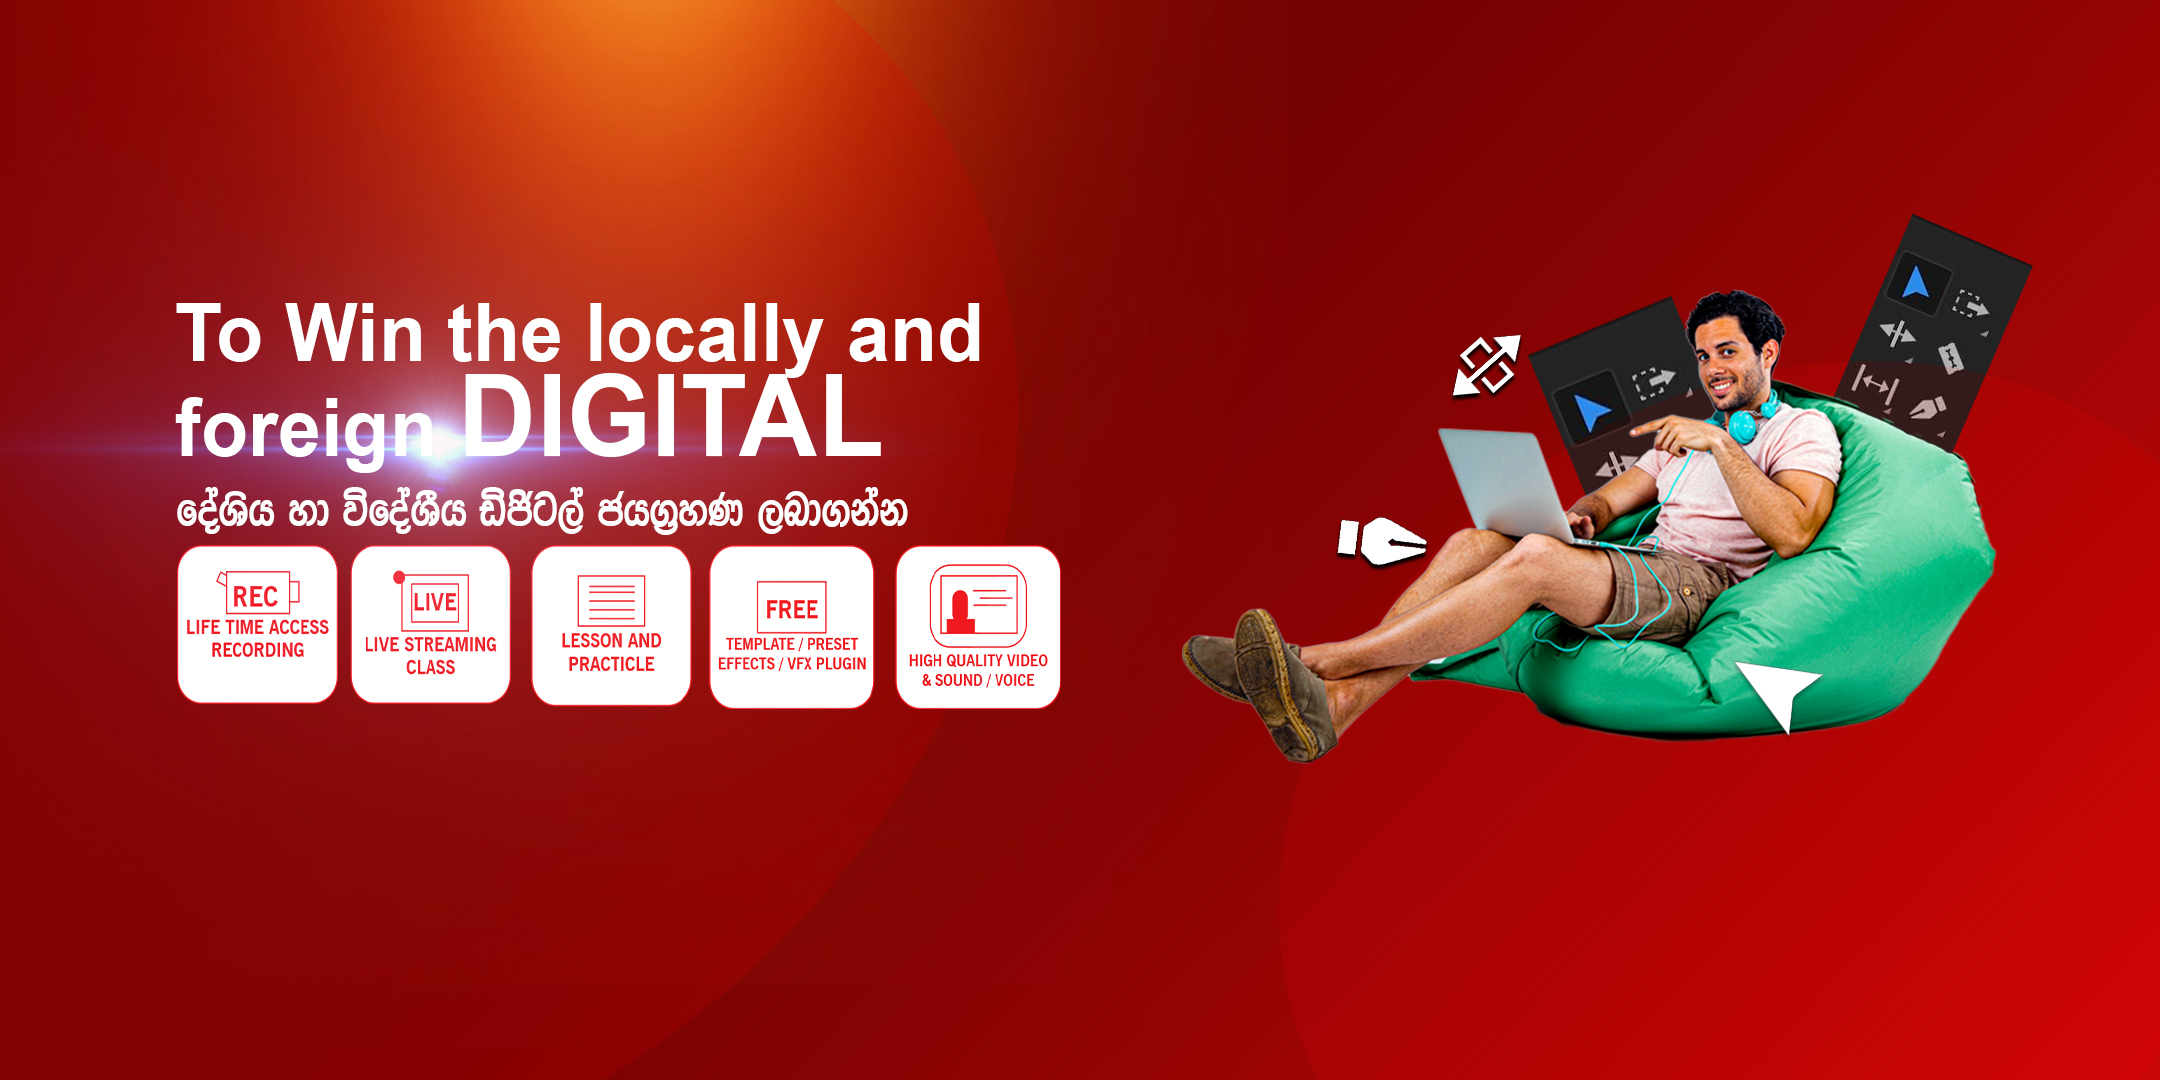 To Win the locally and
foreign DIGITAL
දේශිය හා විදේශීය ඩිජිටල් ජයග්‍රහණ ලබාගන්න
REC
LIFE TIME ACCESS
RECORDING
LIVE
LIVE STREAMING
CLASS
LESSON AND
PRACTICLE
FREE
TEMPLATE / PRESET
EFFECTS / VFX PLUGIN
HIGH QUALITY VIDEO
& SOUND / VOICE